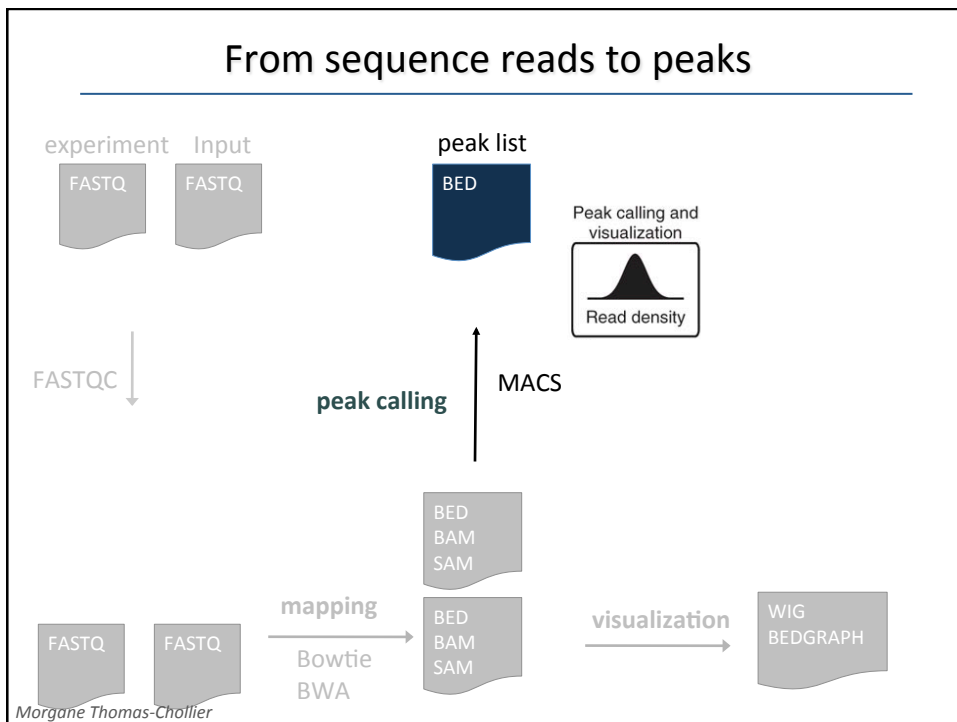 From sequence reads to peaks
experiment
Input
FASTQ
FASTQ
peak list
BED
Peak calling and
visualization
Read density
FASTQC
peak calling
MACS
BED
BAM
SAM
FASTQ
FASTQ
mapping
Bowtie
BWA
BED
BAM
SAM
visualization
WIG
BEDGRAPH
Morgane Thomas-Chollier